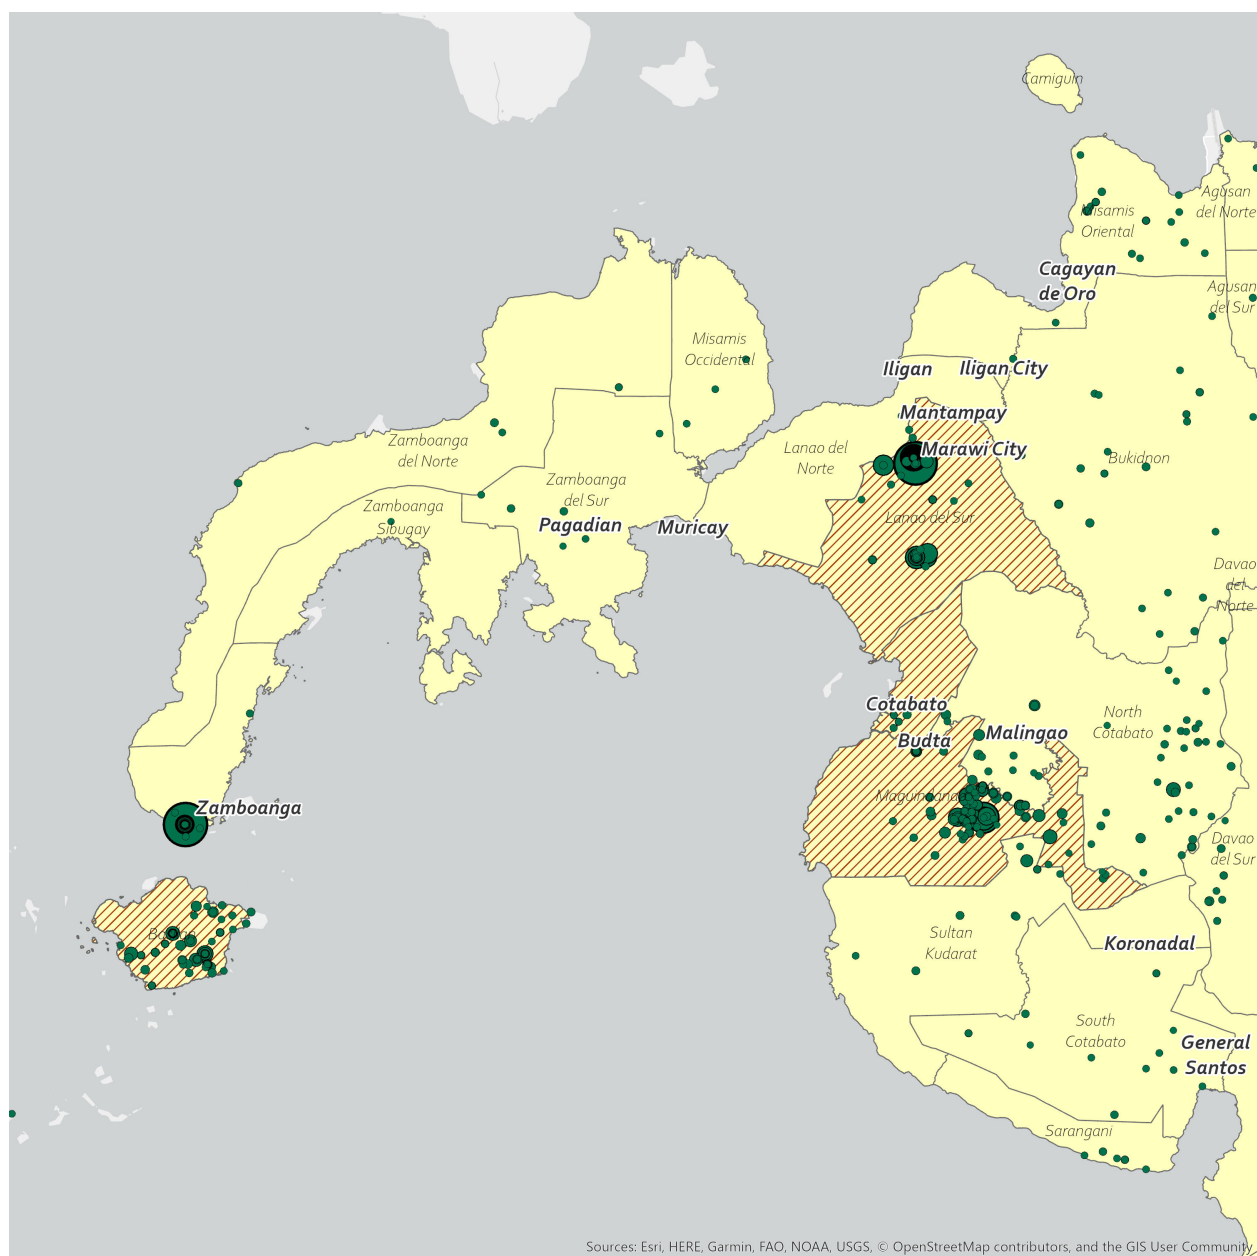 Camiguin
Agusan
del Norte
Misamis
Oriental
Cagayan
de Oro
Agusan
del Sur
Misamis
Occidental
Iligan
Iligan City
Mantampay
Zamboanga
del Norte
Lanao del
Norte
Marawi City
Bukidnon
Zamboanga
del Sur
Zamboanga
Sibugay
Pagadian
Muricay
Lanao del Sur
Davao
del
Norte
Cotabato
North
Cotabato
Budta
Malingao
Maguindanao
Zamboanga
Davao
del Sur
Sultan
Kudarat
Koronadal
South
Cotabato
General
Santos
Sarangani
Sources: Esri, HERE, Garmin, FAO, NOAA, USGS, © OpenStreetMap contributors, and the GIS User Community